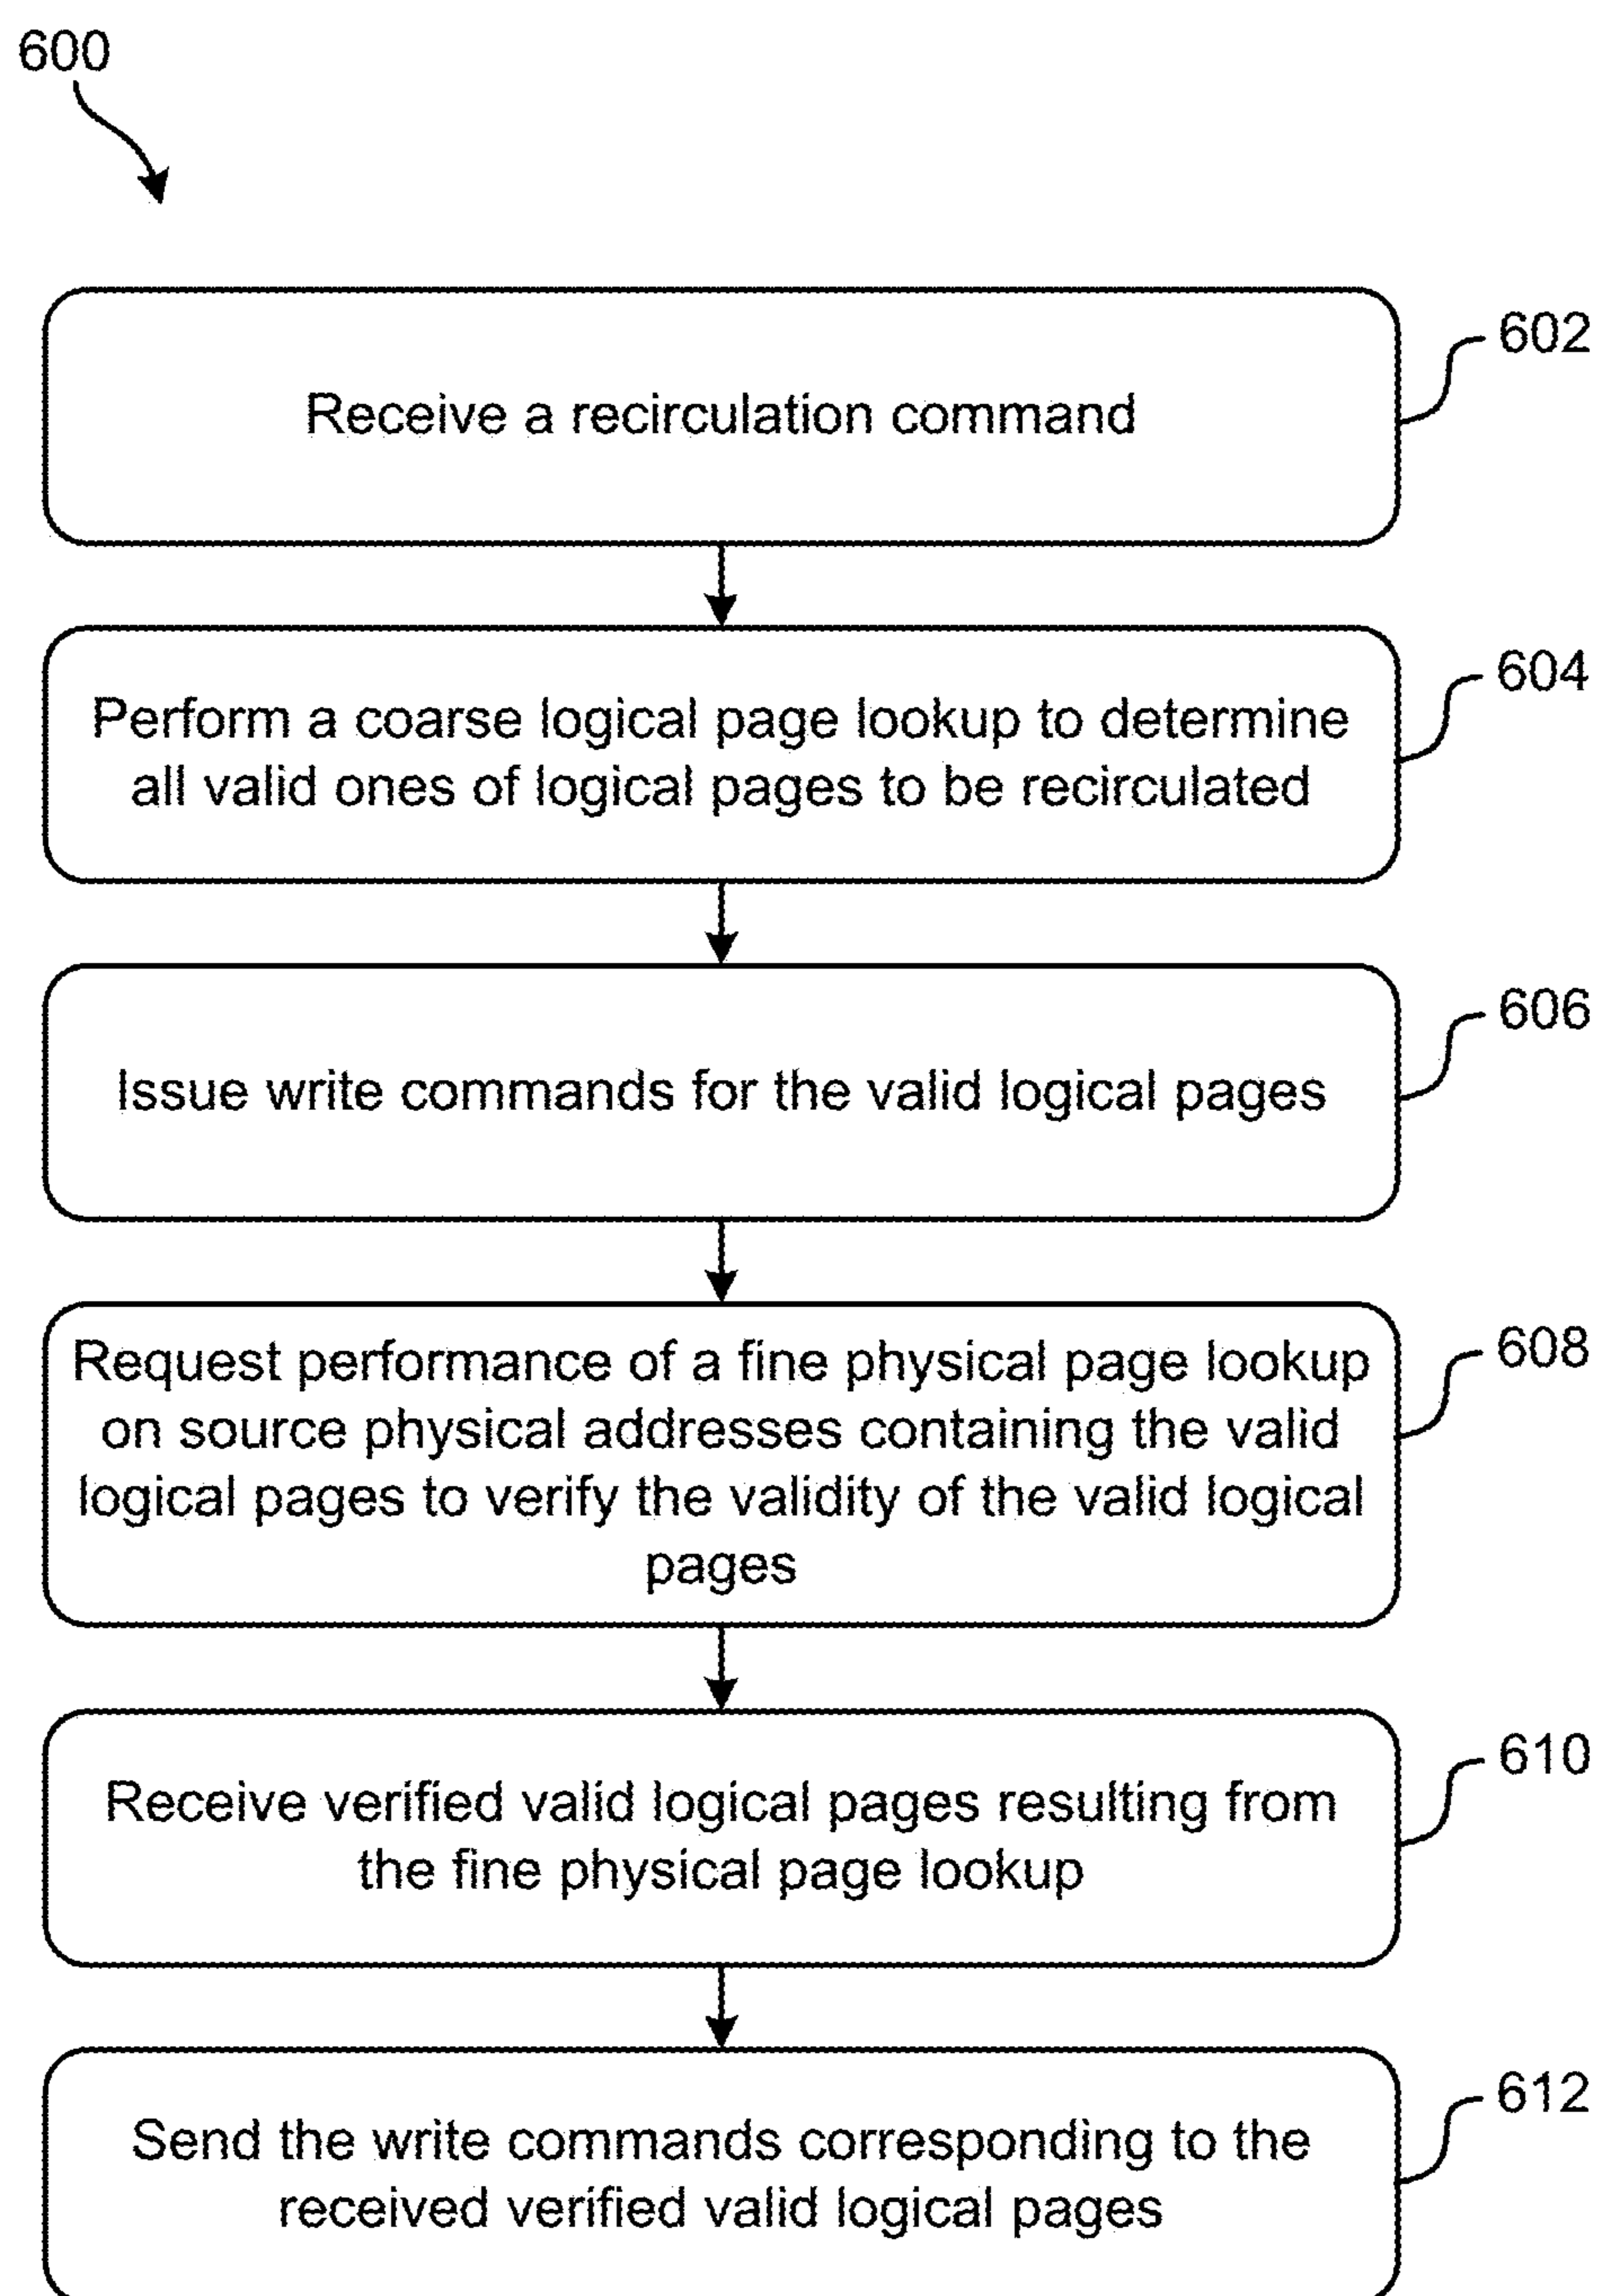 600
Receive a recirculation command
602
Perform a coarse logical page lookup to determine
all valid ones of logical pages to be recirculated
604
Issue write commands for the valid logical pages
606
Request performance of a fine physical page lookup
on source physical addresses containing the valid
logical pages to verify the validity of the valid logical
pages
608
Receive verified valid logical pages resulting from
the fine physical page lookup
610
Send the write commands corresponding to the
received verified valid logical pages
612